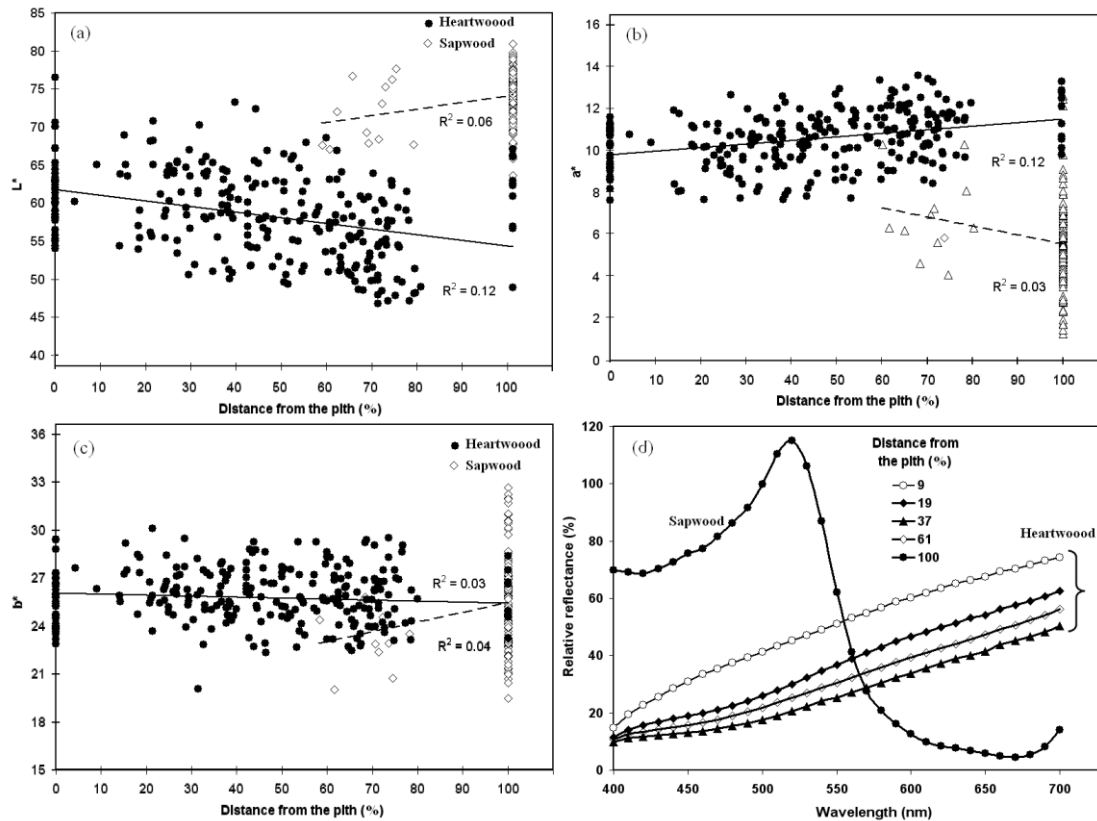 (a)
Heartwoood
Sapwood
R2 = 0.06
R2 = 0.12
L*
85
80
75
70
65
60
55
50
45
40
0 10 20 30 40 50 60 70 80 90 100
Distance from the pith (%)
(b)
R2 = 0.12
R2 = 0.03
a*
16
14
12
10
8
6
4
2
0
0 10 20 30 40 50 60 70 80 90 100
Distance from the pith (%)
(c)
Heartwoood
Sapwood
R2 = 0.03
R2 = 0.04
b*
36
33
30
27
24
21
18
15
0 10 20 30 40 50 60 70 80 90 100
Distance from the pith (%)
(d)
Distance from
the pith (%)
9
19
37
61
100
Sapwood
Heartwoood
Relative reflectance (%)
120
100
80
60
40
20
0
400 450 500 550 600 650 700
Wavelength (nm)